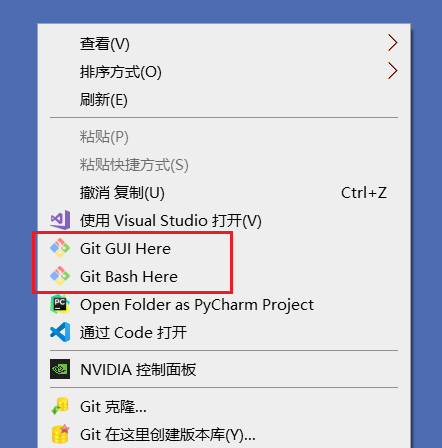 查看(V)
排序方式(O)
刷新(E)
粘贴(P)
粘贴快捷方式(S)
撤消 复制(U) Ctrl+Z
使用 Visual Studio 打开(V)
Git GUI Here
Git Bash Here
Open Folder as PyCharm Project
通过 Code 打开
NVIDIA 控制面板
Git 克隆...
Git 在这里创建版本库(Y)...